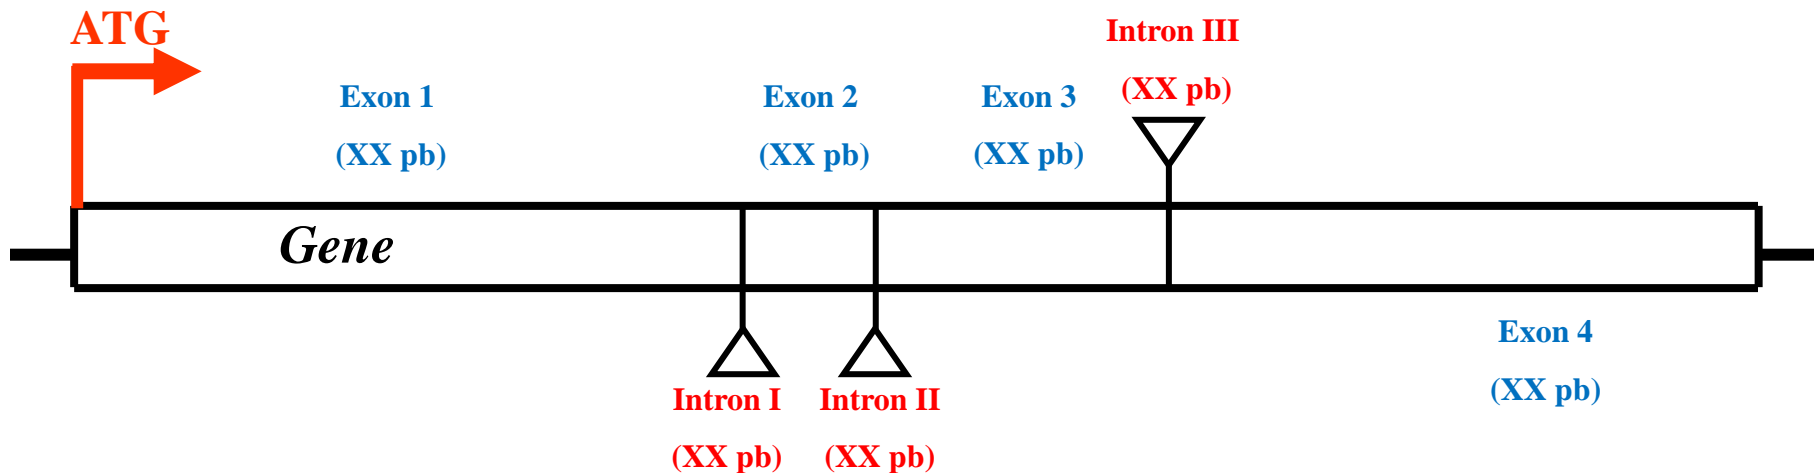 ATG
Intron III
(XX pb)
Exon 1
(XX pb)
Exon 2
(XX pb)
Exon 3
(XX pb)
Gene
Exon 4
(XX pb)
Intron I
(XX pb)
Intron II
(XX pb)